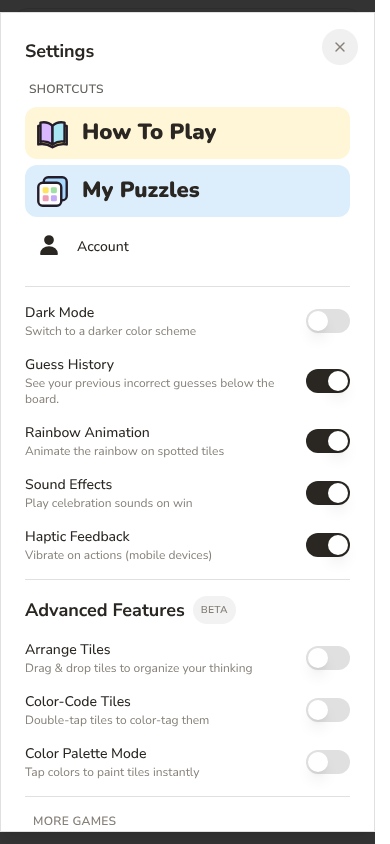 Settings
SHORTCUTS
How To Play
My Puzzles
Account
Dark Mode
Switch to a darker color scheme
Guess History
See your previous incorrect guesses below the
board.
Rainbow Animation
Animate the rainbow on spotted tiles
Sound Effects
Play celebration sounds on win
Haptic Feedback
Vibrate on actions (mobile devices)
Advanced Features BETA
Arrange Tiles
Drag & drop tiles to organize your thinking
Color-Code Tiles
Double-tap tiles to color-tag them
Color Palette Mode
Tap colors to paint tiles instantly
MORE GAMES